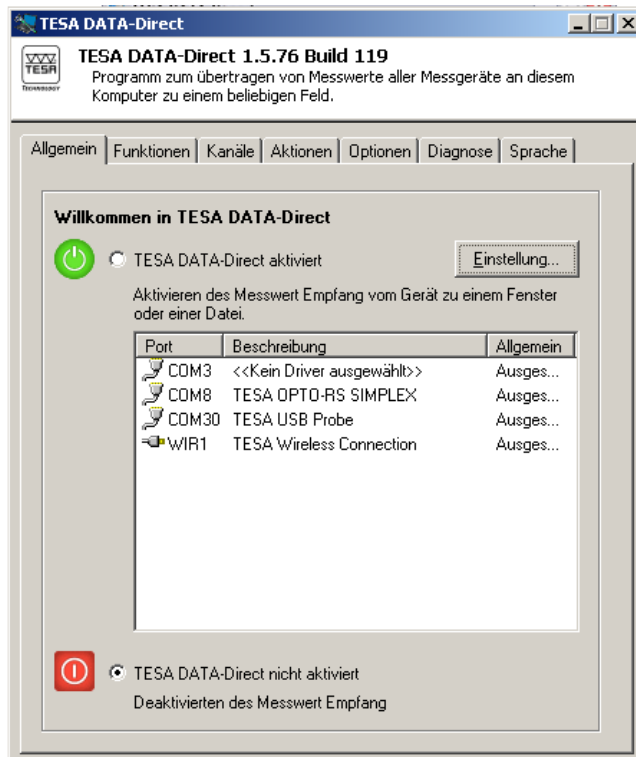 TESA DATA-Direct
TESA
TECHNOLOGY
TESA DATA-Direct 1.5.76 Build 119
Programm zum übertragen von Messwerte aller Messgeräte an diesem
Computer zu einem beliebigen Feld.
Allgemein Funktionen Kanäle Aktionen Optionen Diagnose Sprache
Willkommen in TESA DATA-Direct
TESA DATA-Direct aktiviert Einstellung...
Aktivieren des Messwert Empfang vom Gerät zu einem Fenster
oder einer Datei.
Port Beschreibung Allgemein
COM3 <<Kein Driver ausgewählt>> Ausges...
COM8 TESA OPTO-RS SIMPLEX Ausges...
COM30 TESA USB Probe Ausges...
WIR1 TESA Wireless Connection Ausges...
TESA DATA-Direct nicht aktiviert
Deaktivierten des Messwert Empfang